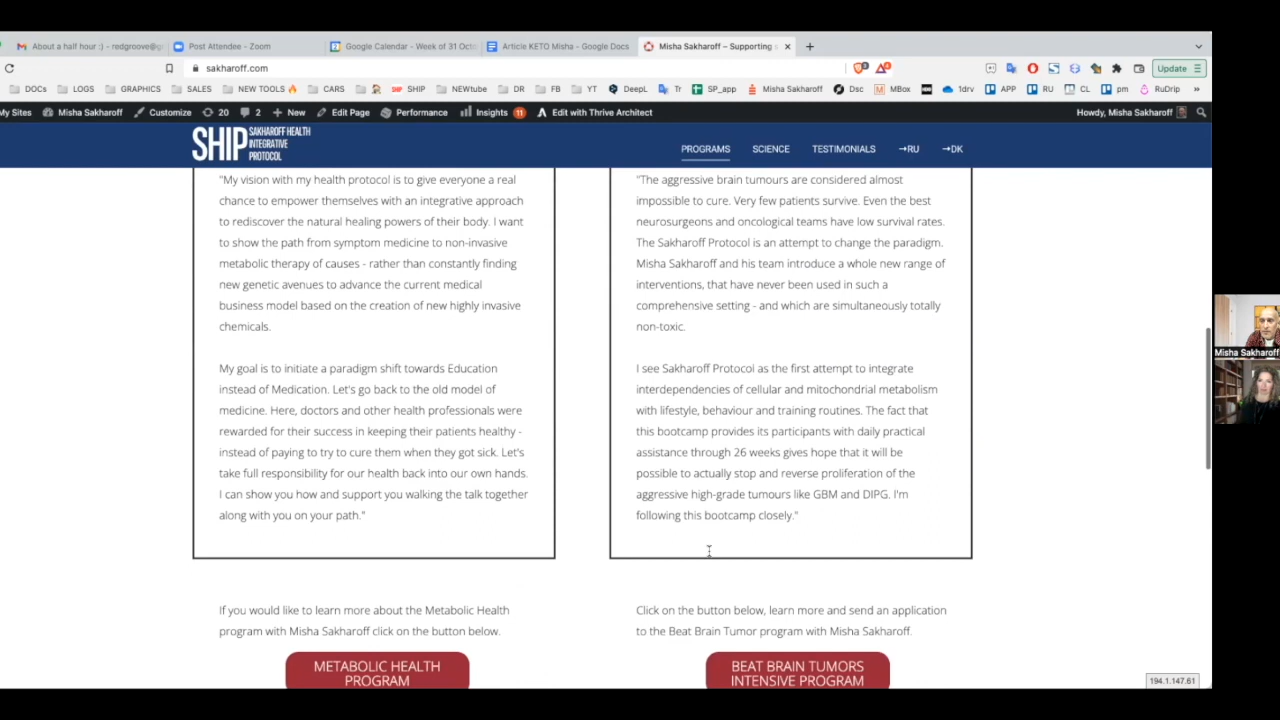 About a half hour :) - redgroove@g
Post Attendee - Zoom
Google Calendar - Week of 31 Octo
Article KETO Misha - Google Docs
Misha Sakharoff – Supporting s
sakharoff.com
Update
DOCs
LOGS
GRAPHICS
SALES
NEW TOOLS
CARS
SHIP
NEWtube
DR
FB
YT
DeepL
Tr
SP_app
Misha Sakharoff
Dsc
MBox
1drv
APP
RU
CL
pm
RuDrip
My Sites
Misha Sakharoff
Customize
20
2
New
Edit Page
Performance
Insights
11
Edit with Thrive Architect
Howdy, Misha Sakharoff
SHIP
SAKHAROFF HEALTH
INTEGRATIVE
PROTOCOL
PROGRAMS
SCIENCE
TESTIMONIALS
→RU
→DK
"My vision with my health protocol is to give everyone a real
chance to empower themselves with an integrative approach
to rediscover the natural healing powers of their body. I want
to show the path from symptom medicine to non-invasive
metabolic therapy of causes - rather than constantly finding
new genetic avenues to advance the current medical
business model based on the creation of new highly invasive
chemicals.
My goal is to initiate a paradigm shift towards Education
instead of Medication. Let's go back to the old model of
medicine. Here, doctors and other health professionals were
rewarded for their success in keeping their patients healthy -
instead of paying to try to cure them when they got sick. Let's
take full responsibility for our health back into our own hands.
I can show you how and support you walking the talk together
along with you on your path."
"The aggressive brain tumours are considered almost
impossible to cure. Very few patients survive. Even the best
neurosurgeons and oncological teams have low survival rates.
The Sakharoff Protocol is an attempt to change the paradigm.
Misha Sakharoff and his team introduce a whole new range of
interventions, that have never been used in such a
comprehensive setting - and which are simultaneously totally
non-toxic.
I see Sakharoff Protocol as the first attempt to integrate
interdependencies of cellular and mitochondrial metabolism
with lifestyle, behaviour and training routines. The fact that
this bootcamp provides its participants with daily practical
assistance through 26 weeks gives hope that it will be
possible to actually stop and reverse proliferation of the
aggressive high-grade tumours like GBM and DIPG. I'm
following this bootcamp closely."
If you would like to learn more about the Metabolic Health
program with Misha Sakharoff click on the button below.
METABOLIC HEALTH
PROGRAM
Click on the button below, learn more and send an application
to the Beat Brain Tumor program with Misha Sakharoff.
BEAT BRAIN TUMORS
INTENSIVE PROGRAM
Misha Sakharoff
194.1.147.61